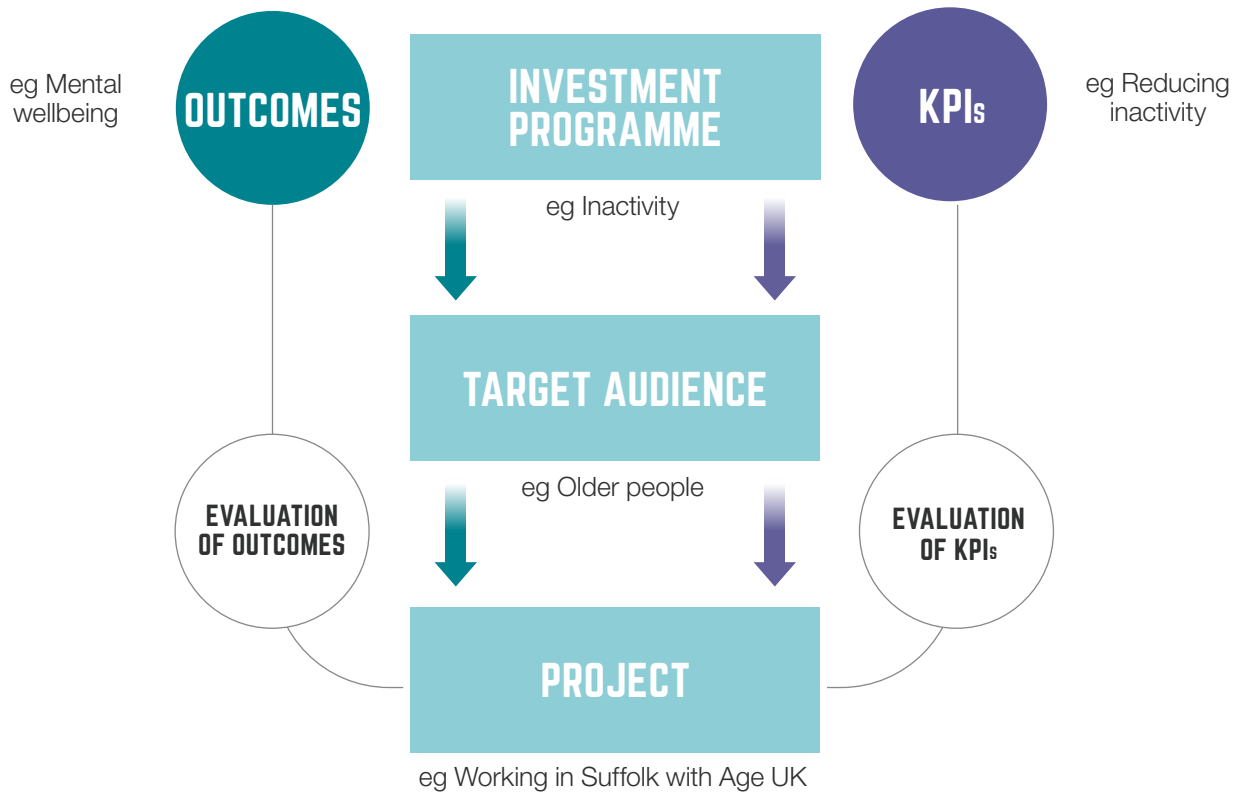 eg Mental
wellbeing
OUTCOMES
INVESTMENT
PROGRAMME
KPIs
eg Reducing
inactivity
eg Inactivity
TARGET AUDIENCE
eg Older people
EVALUATION
OF OUTCOMES
EVALUATION
OF KPIs
PROJECT
eg Working in Suffolk with Age UK